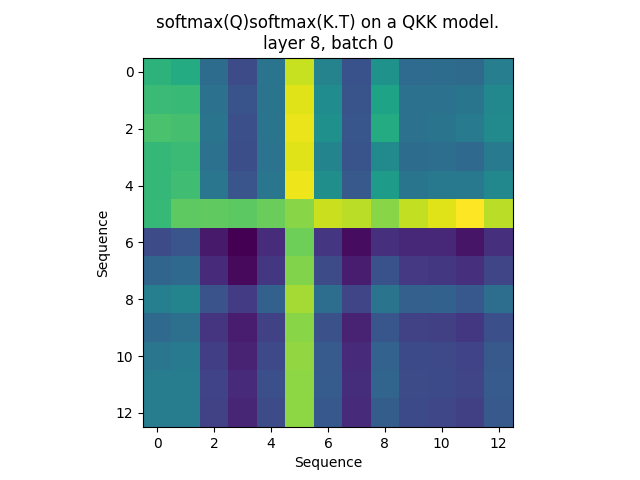 softmax(Q)softmax(K.T) on a QKK model.
layer 8, batch 0
0
2
4
6
8
10
12
Sequence
0 2 4 6 8 10 12
Sequence